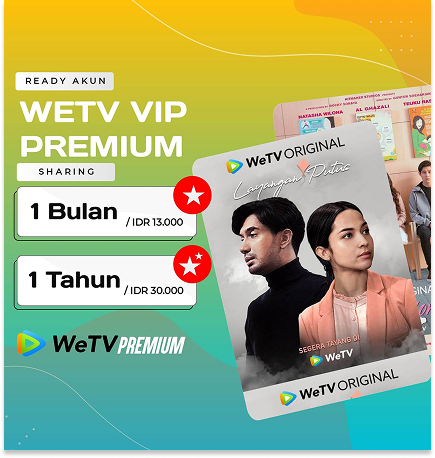 READY AKUN
WETV VIP
PREMIUM
SHARING
1 Bulan / IDR 13.000
1 Tahun / IDR 30.000
WeTV PREMIUM
NATASHA WILONA AL GHAZALI TEUKU
WeTV ORIGINAL
Layangan Putus
SEGERA TAYANG DI
WeTV
WeTV ORIGINAL